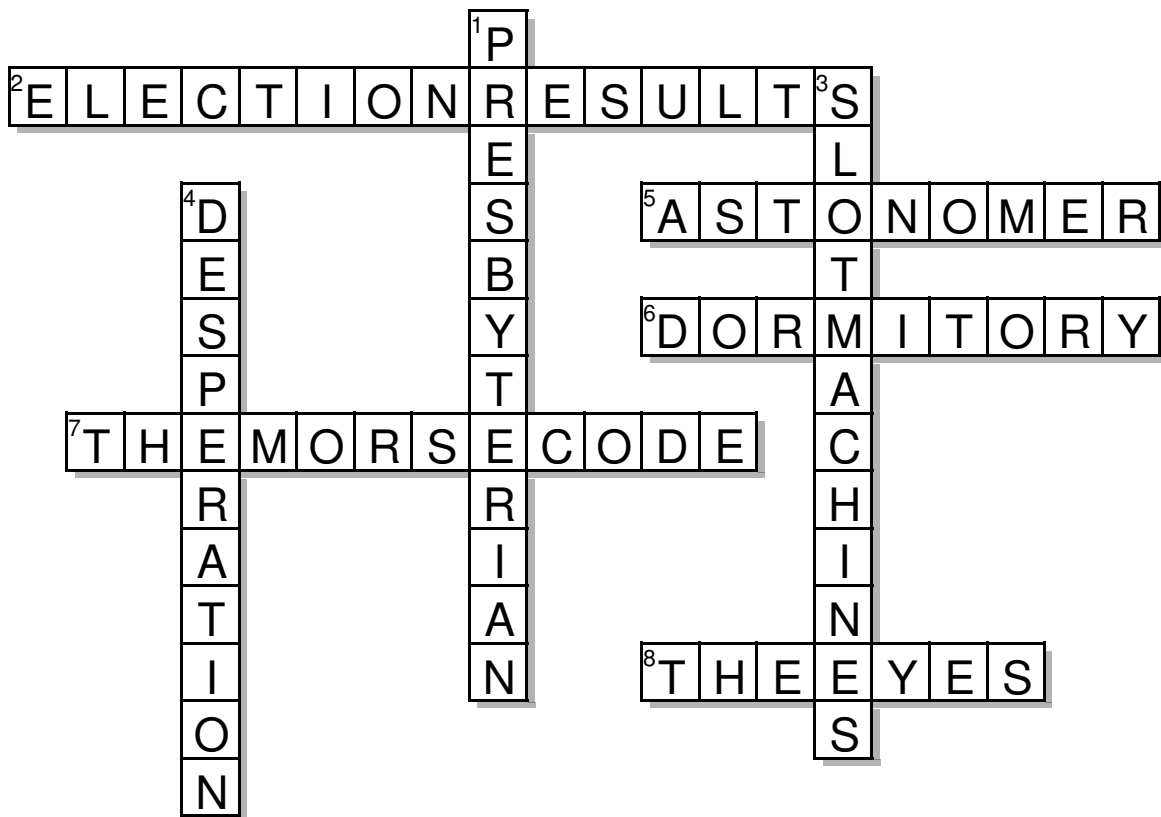 1 PRESBYTERIAN
2 ELECTIONRESULTS
3 SLOTMACHINES
4 DESPERATION
5 ASTONOMER
6 DORMITORY
7 THEMORSECODE
8 THEEYES